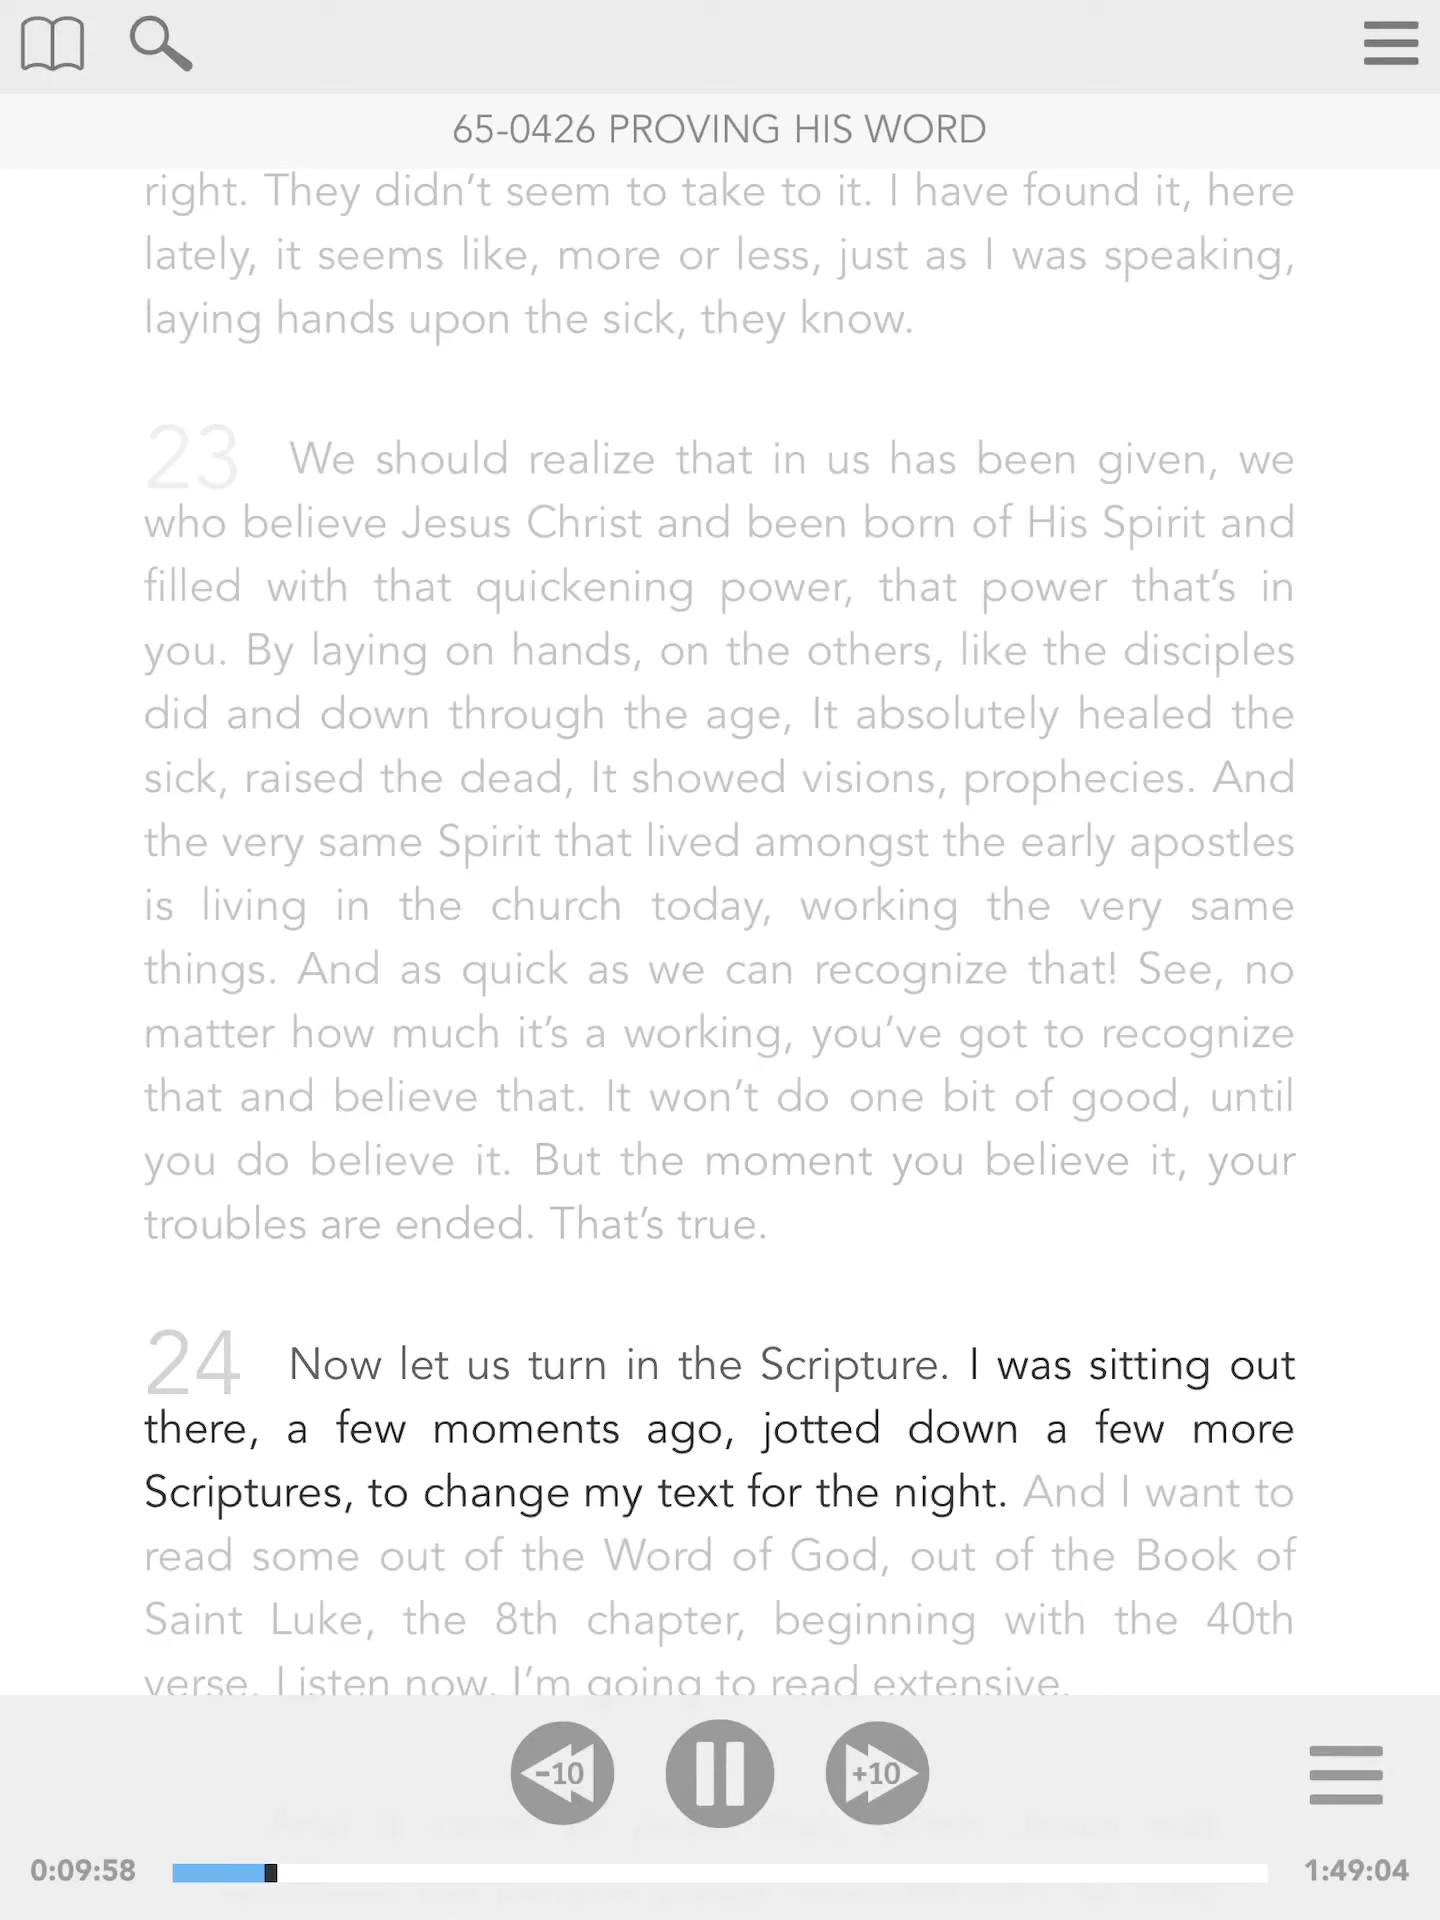 65-0426 PROVING HIS WORD
right. They didn’t seem to take to it. I have found it, here
lately, it seems like, more or less, just as I was speaking,
laying hands upon the sick, they know.
23 We should realize that in us has been given, we
who believe Jesus Christ and been born of His Spirit and
filled with that quickening power, that power that’s in
you. By laying on hands, on the others, like the disciples
did and down through the age, It absolutely healed the
sick, raised the dead, It showed visions, prophecies. And
the very same Spirit that lived amongst the early apostles
is living in the church today, working the very same
things. And as quick as we can recognize that! See, no
matter how much it’s a working, you’ve got to recognize
that and believe that. It won’t do one bit of good, until
you do believe it. But the moment you believe it, your
troubles are ended. That’s true.
24 Now let us turn in the Scripture. I was sitting out
there, a few moments ago, jotted down a few more
Scriptures, to change my text for the night. And I want to
read some out of the Word of God, out of the Book of
Saint Luke, the 8th chapter, beginning with the 40th
verse. Listen now. I’m going to read extensive.
-10 +10
0:09:58 1:49:04